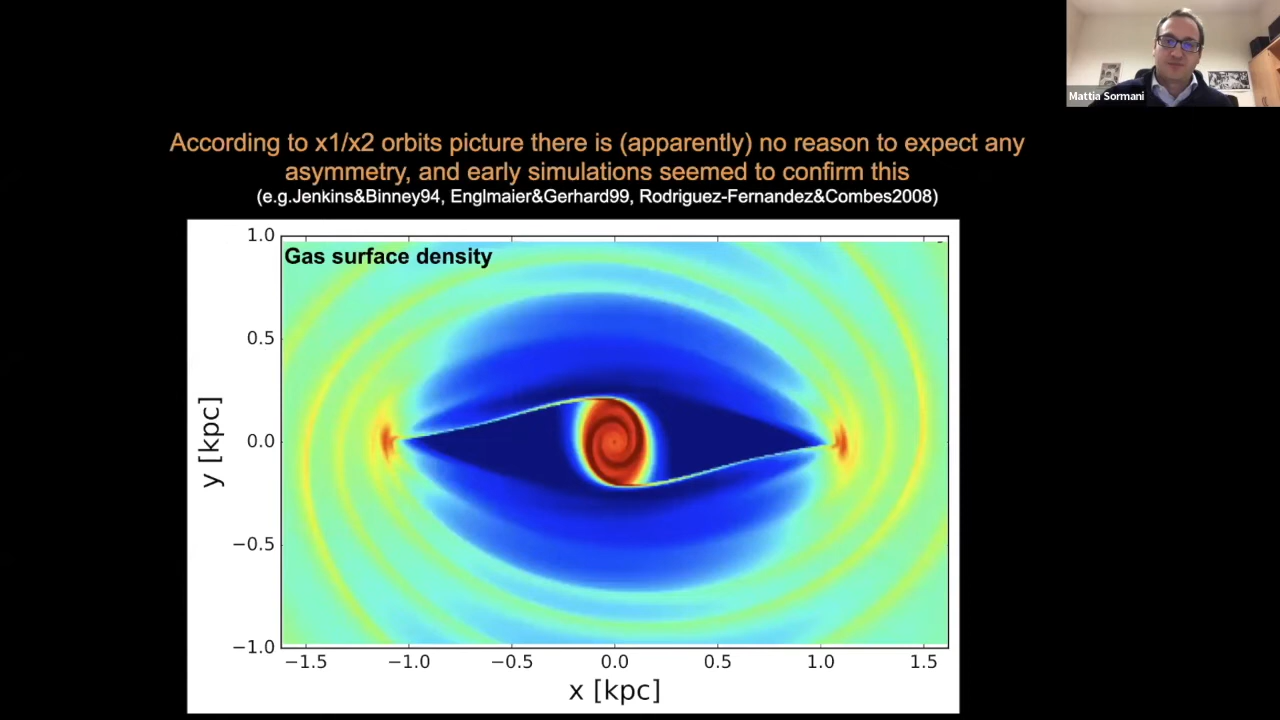 Mattia Sormani
According to x1/x2 orbits picture there is (apparently) no reason to expect any
asymmetry, and early simulations seemed to confirm this
(e.g.Jenkins&Binney94, Englmaier&Gerhard99, Rodriguez-Fernandez&Combes2008)
Gas surface density
1.0
0.5
0.0
−0.5
−1.0
y [kpc]
−1.5 −1.0 −0.5 0.0 0.5 1.0 1.5
x [kpc]